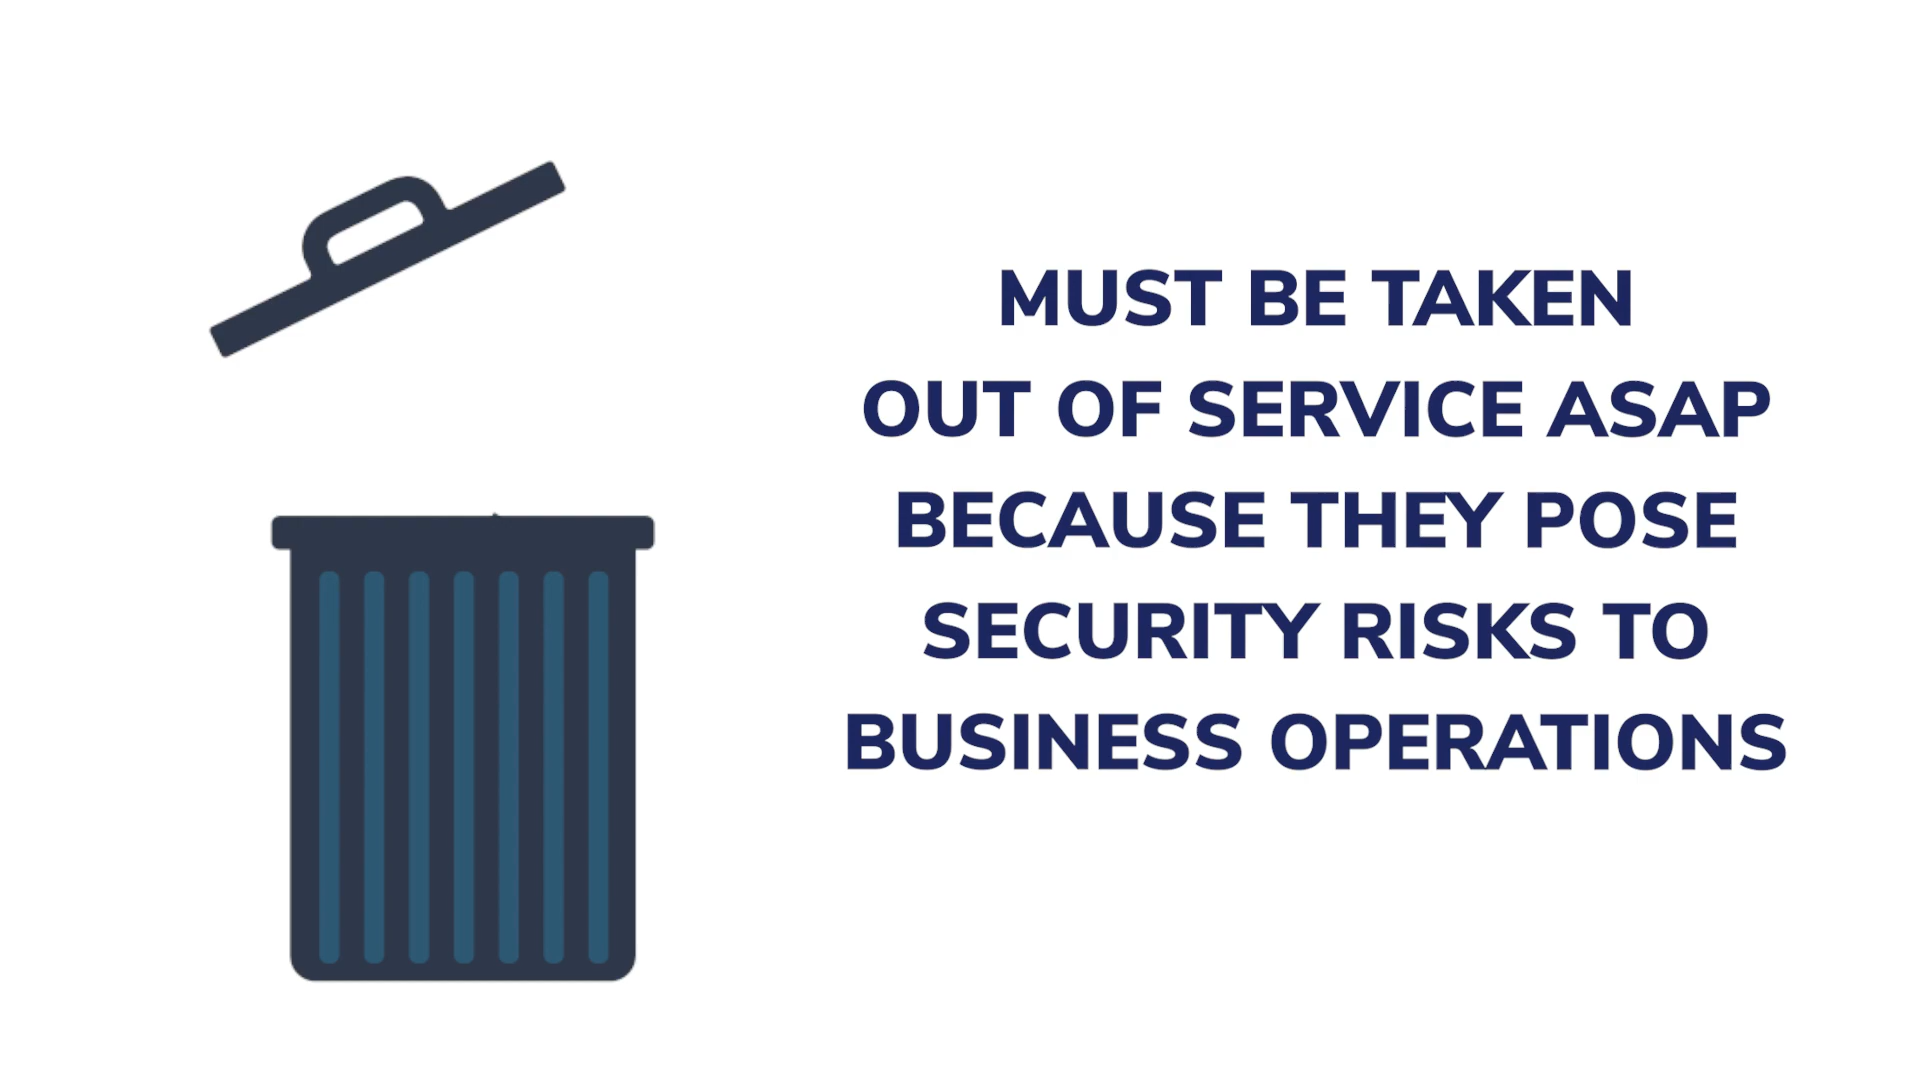 MUST BE TAKEN
OUT OF SERVICE ASAP
BECAUSE THEY POSE
SECURITY RISKS TO
BUSINESS OPERATIONS